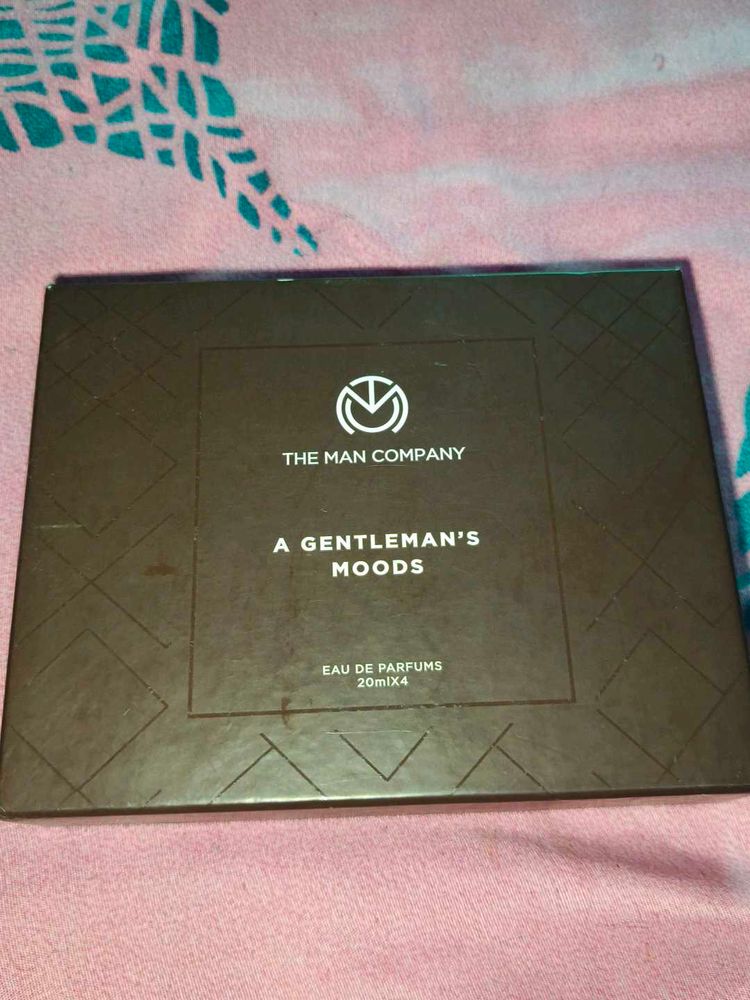 THE MAN COMPANY
A GENTLEMAN'S
MOODS
EAU DE PARFUMS
20mlX4